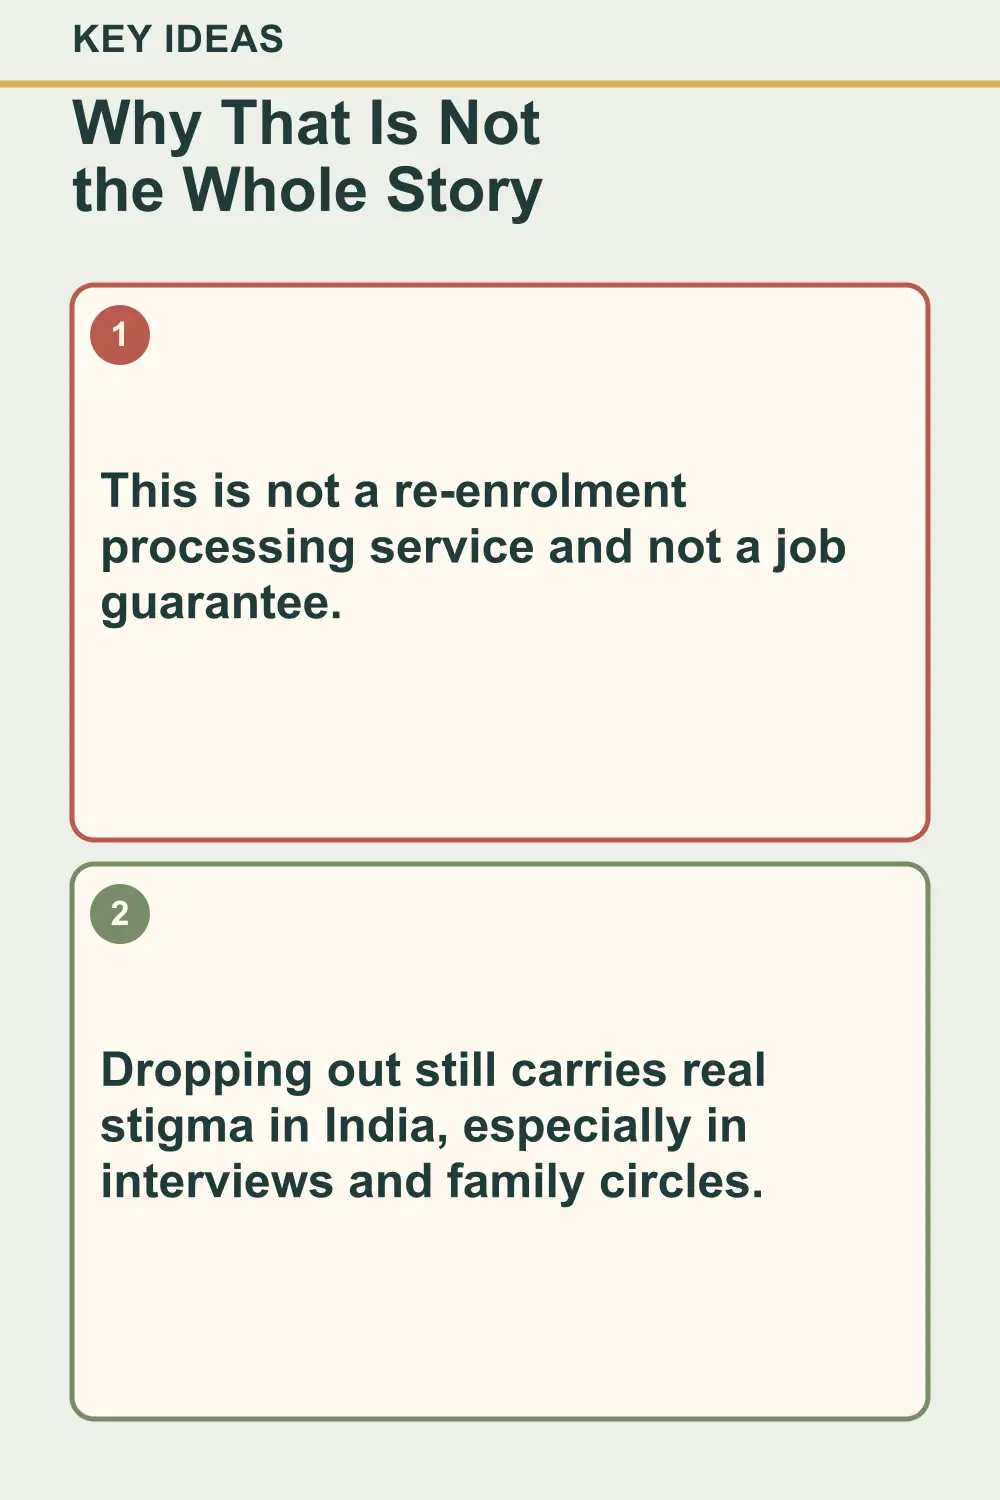 KEY IDEAS
Why That Is Not
the Whole Story
1
This is not a re-enrolment
processing service and not a job
guarantee.
2
Dropping out still carries real
stigma in India, especially in
interviews and family circles.